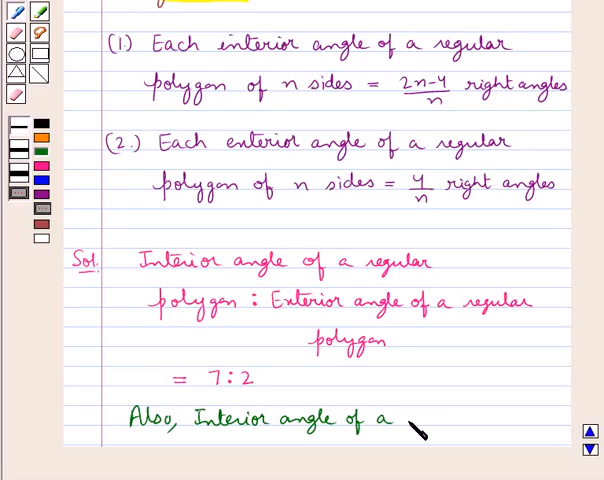 (1.) Each interior angle of a regular
polygon of n sides = 2n-4/n right angles
(2.) Each exterior angle of a regular
polygon of n sides = 4/n right angles
Sol. Interior angle of a regular
polygon : Exterior angle of a regular
polygon
= 7:2
Also, Interior angle of a